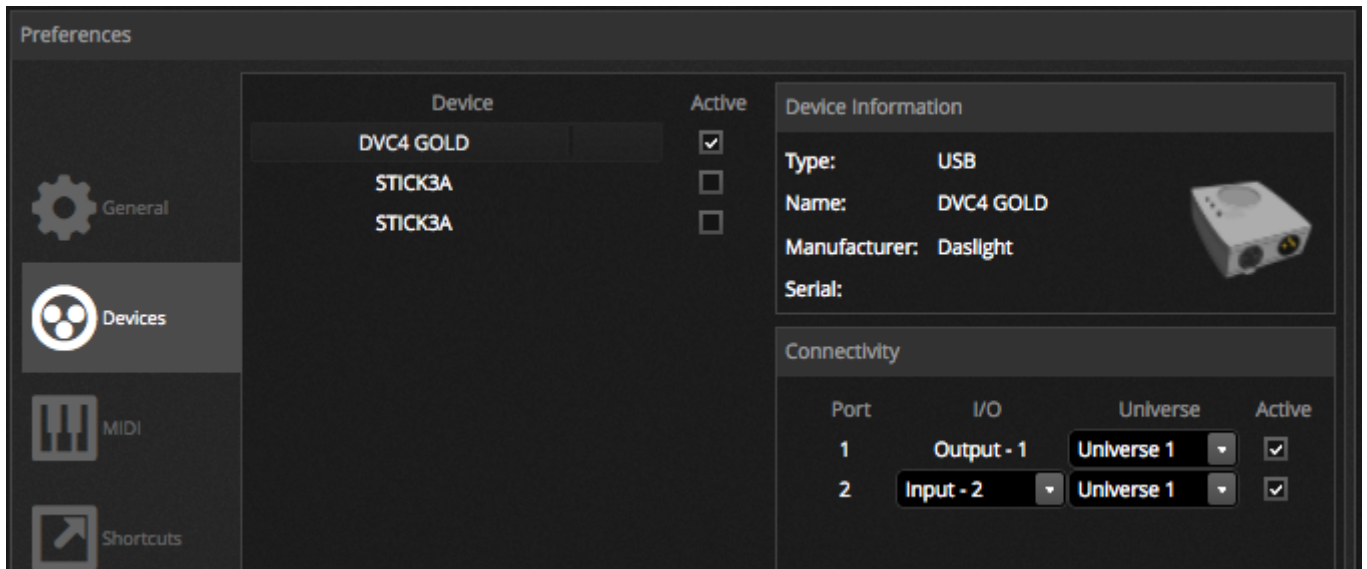 Preferences
General
Devices
MIDI
Shortcuts
Device Active
DVC4 GOLD
STICK3A
STICK3A
Device Information
Type: USB
Name: DVC4 GOLD
Manufacturer: Daslight
Serial:
Connectivity
Port I/O Universe Active
1 Output - 1 Universe 1
2 Input - 2 Universe 1